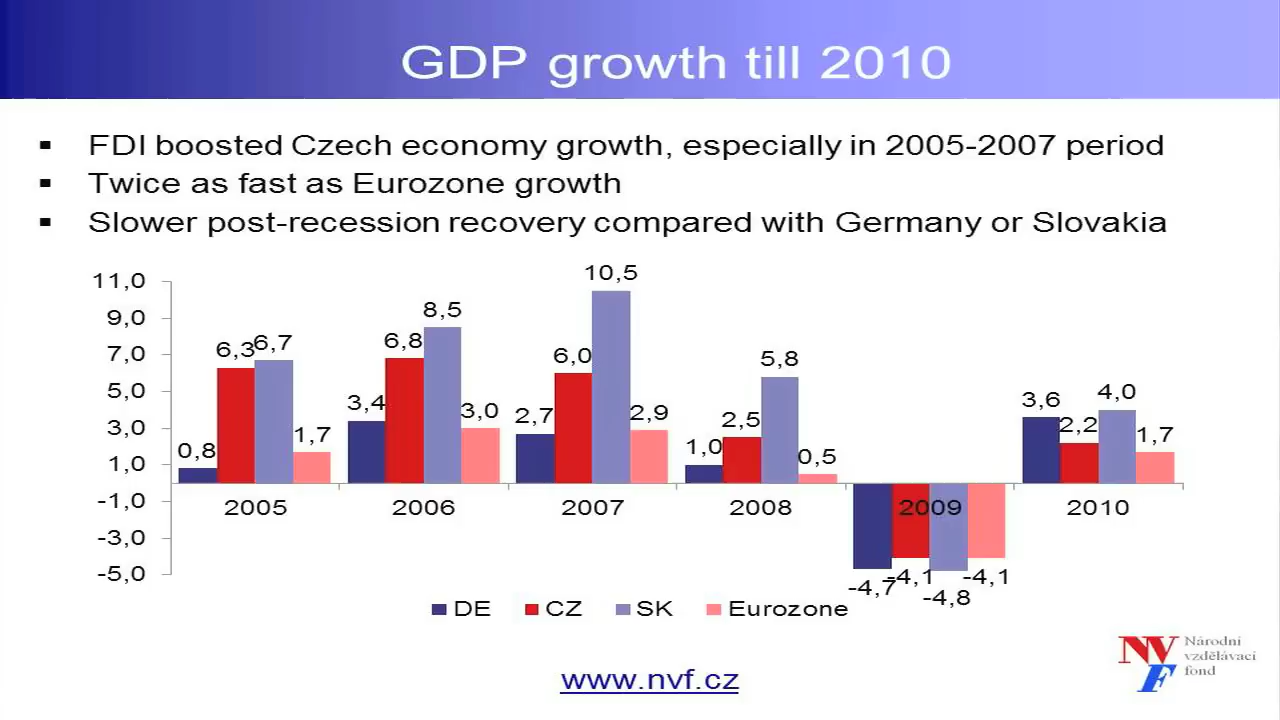 GDP growth till 2010
▪ FDI boosted Czech economy growth, especially in 2005-2007 period
▪ Twice as fast as Eurozone growth
▪ Slower post-recession recovery compared with Germany or Slovakia
11,0
9,0
7,0
5,0
3,0
1,0
-1,0
-3,0
-5,0
0,8 6,3 6,7 1,7
3,4 6,8 8,5 3,0
2,7 6,0 10,5 2,9
1,0 2,5 5,8 0,5
-4,7 -4,1 -4,8 -4,1
3,6 2,2 4,0 1,7
2005 2006 2007 2008 2009 2010
DE CZ SK Eurozone
www.nvf.cz
NVF
Národní
vzdělávací
fond